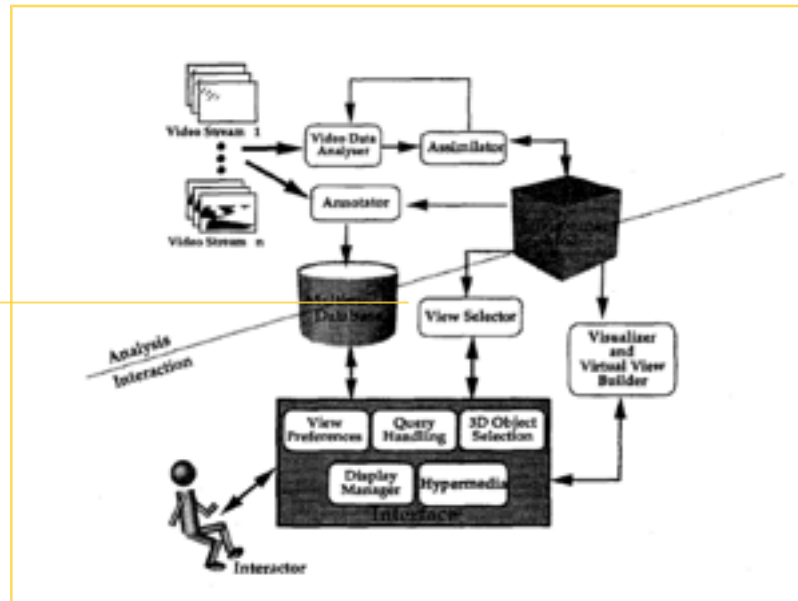 Video Stream 1
Video Data
Analyser
Assimilator
Annotator
Video Stream n
Data base
View Selector
Visualizer
and
Virtual View
Builder
Analysis
Interaction
View
Preferences
Query
Handling
3D Object
Selection
Display
Manager
Hypermedia
Interface
Interactor